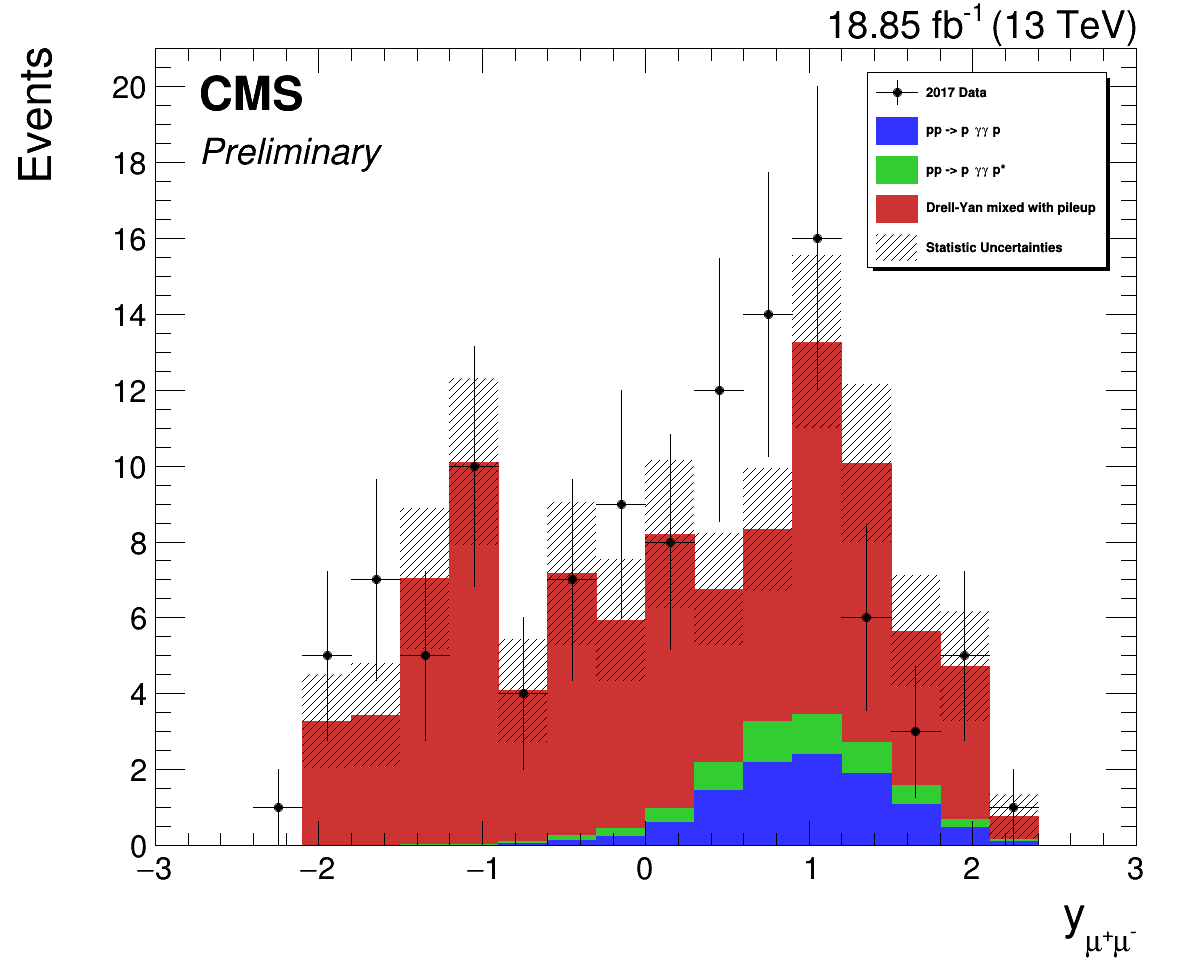 18.85 fb⁻¹ (13 TeV)
Events
CMS
Preliminary
2017 Data
pp -> p γγ p
pp -> p γγ p*
Drell-Yan mixed with pileup
Statistic Uncertainties
20
18
16
14
12
10
8
6
4
2
0
−3 −2 −1 0 1 2 3
y μ⁺μ⁻